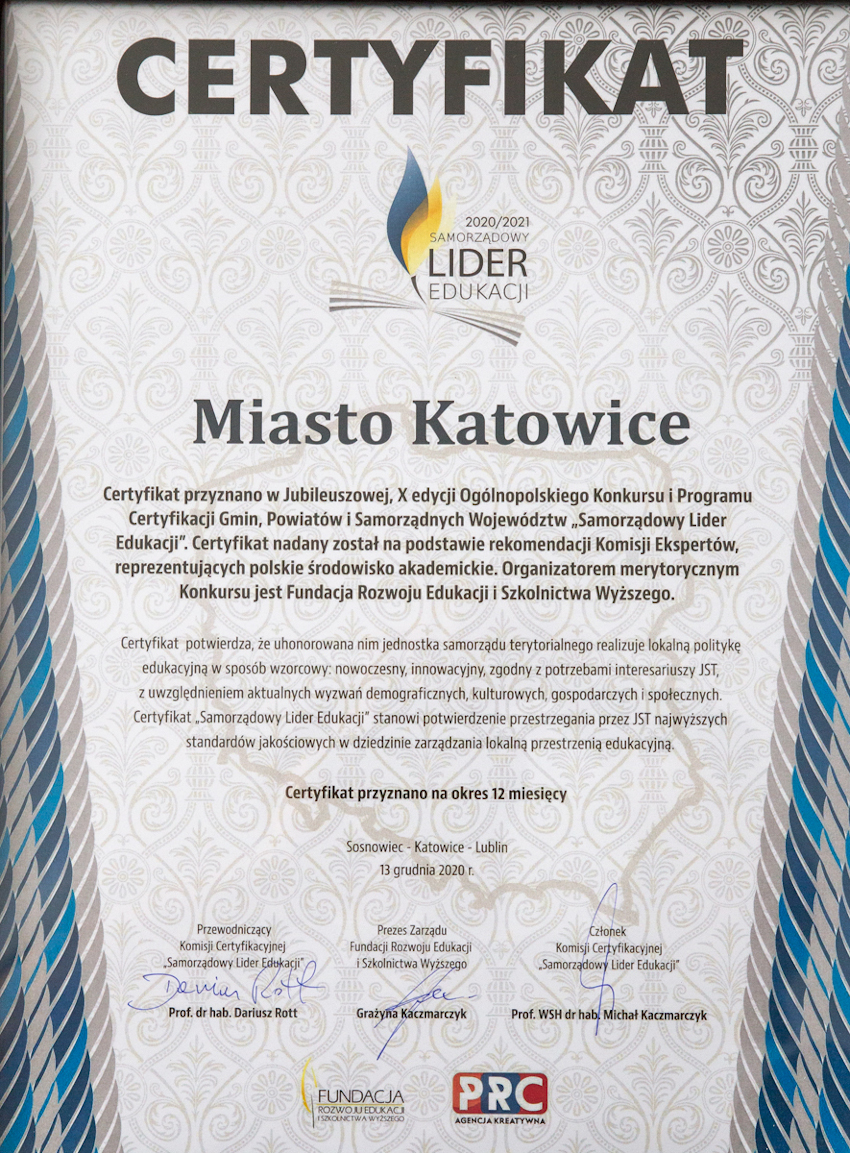 CERTYFIKAT
2020/2021
SAMORZĄDOWY
LIDER
EDUKACJI
Miasto Katowice
Certyfikat przyznano w Jubileuszowej, X edycji Ogólnopolskiego Konkursu i Programu
Certyfikacji Gmin, Powiatów i Samorządnych Województw „Samorządowy Lider
Edukacji”. Certyfikat nadany został na podstawie rekomendacji Komisji Ekspertów,
reprezentujących polskie środowisko akademickie. Organizatorem merytorycznym
Konkursu jest Fundacja Rozwoju Edukacji i Szkolnictwa Wyższego.
Certyfikat potwierdza, że uhonorowana nim jednostka samorządu terytorialnego realizuje lokalną politykę
edukacyjną w sposób wzorcowy: nowoczesny, innowacyjny, zgodny z potrzebami interesariuszy JST,
z uwzględnieniem aktualnych wyzwań demograficznych, kulturowych, gospodarczych i społecznych.
Certyfikat „Samorządowy Lider Edukacji” stanowi potwierdzenie przestrzegania przez JST najwyższych
standardów jakościowych w dziedzinie zarządzania lokalną przestrzenią edukacyjną.
Certyfikat przyznano na okres 12 miesięcy
Sosnowiec - Katowice - Lublin
13 grudnia 2020 r.
Przewodniczący
Komisji Certyfikacyjnej
„Samorządowy Lider Edukacji”
Dariusz Rott
Prof. dr hab. Dariusz Rott
Prezes Zarządu
Fundacji Rozwoju Edukacji
i Szkolnictwa Wyższego
Grażyna Kaczmarczyk
Członek
Komisji Certyfikacyjnej
„Samorządowy Lider Edukacji”
Prof. WSH dr hab. Michał Kaczmarczyk
FUNDACJA
ROZWOJU EDUKACJI
I SZKOLNICTWA WYŻSZEGO
PRC
AGENCJA KREATYWNA